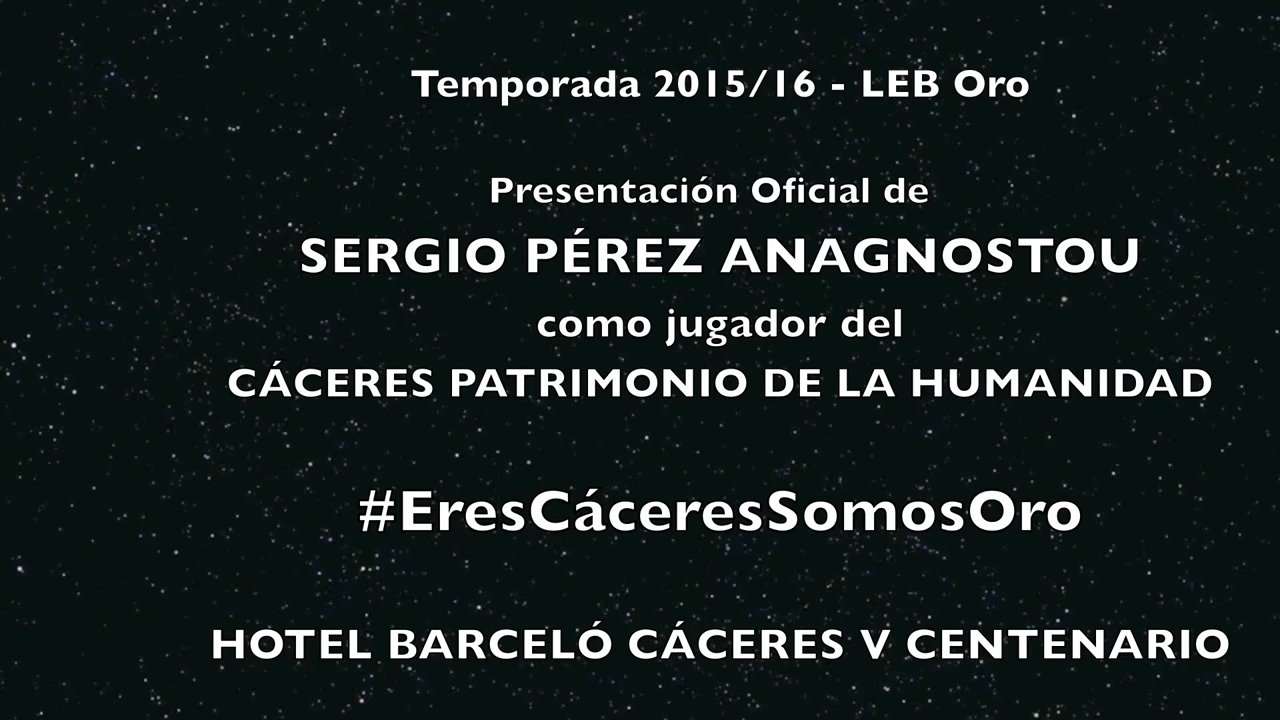 Temporada 2015/16 - LEB Oro
Presentación Oficial de
SERGIO PÉREZ ANAGNOSTOU
como jugador del
CÁCERES PATRIMONIO DE LA HUMANIDAD
#EresCáceresSomosOro
HOTEL BARCELÓ CÁCERES V CENTENARIO